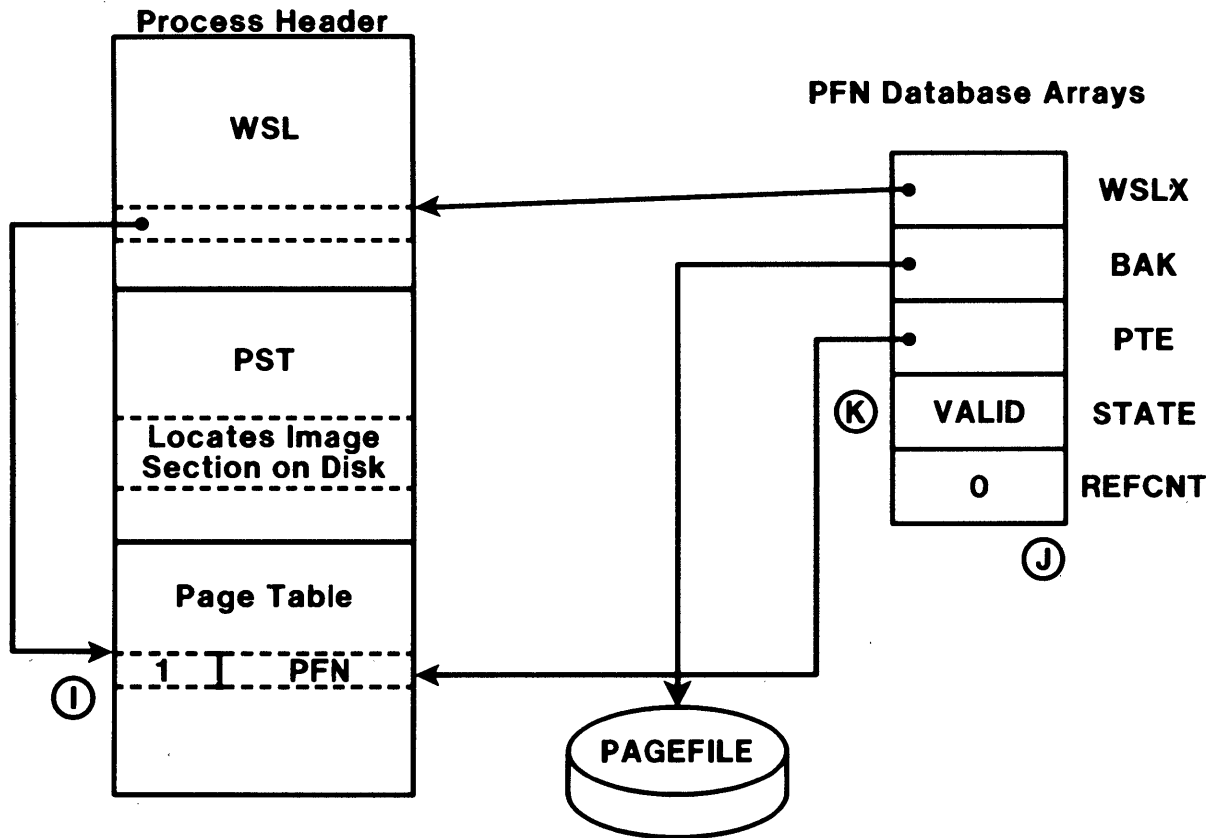 Process Header
WSL
PST
Locates Image
Section on Disk
Page Table
1 PFN
I
PFN Database Arrays
WSLX
BAK
PTE
K VALID STATE
0 REFCNT
J
PAGEFILE